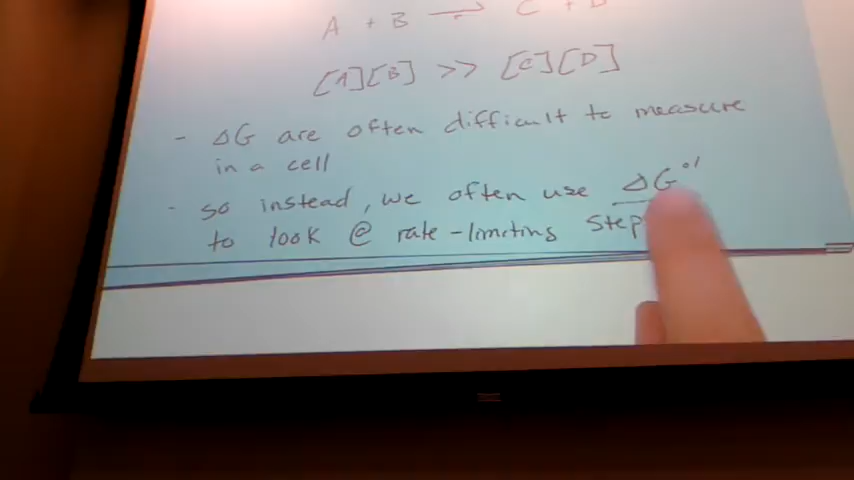 A + B ⇌ C + D
[A][B] >> [C][D]
- ΔG are often difficult to measure
in a cell
- so instead, we often use ΔG°'
to look @ rate-limiting step